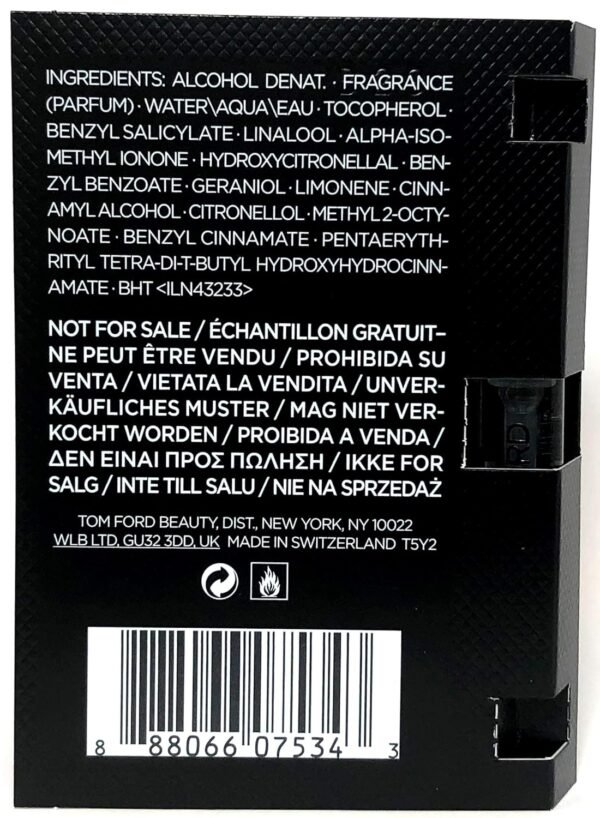 INGREDIENTS: ALCOHOL DENAT. · FRAGRANCE
(PARFUM) · WATER\AQUA\EAU · TOCOPHEROL ·
BENZYL SALICYLATE · LINALOOL · ALPHA-ISO-
METHYL IONONE · HYDROXYCITRONELLAL · BEN-
ZYL BENZOATE · GERANIOL · LIMONENE · CINN-
AMYL ALCOHOL · CITRONELLOL · METHYL 2-OCTY-
NOATE · BENZYL CINNAMATE · PENTAERYTH-
RITYL TETRA-DI-T-BUTYL HYDROXYHYDROCINN-
AMATE · BHT <ILN43233>
NOT FOR SALE / ÉCHANTILLON GRATUIT–
NE PEUT ÊTRE VENDU / PROHIBIDA SU
VENTA / VIETATA LA VENDITA / UNVER-
KÄUFLICHES MUSTER / MAG NIET VER-
KOCHT WORDEN / PROIBIDA A VENDA /
ΔΕΝ ΕΙΝΑΙ ΠΡΟΣ ΠΩΛΗΣΗ / IKKE FOR
SALG / INTE TILL SALU / NIE NA SPRZEDAŻ
TOM FORD BEAUTY, DIST., NEW YORK, NY 10022
WLB LTD, GU32 3DD, UK MADE IN SWITZERLAND T5Y2
8 88066 07534 3
RD